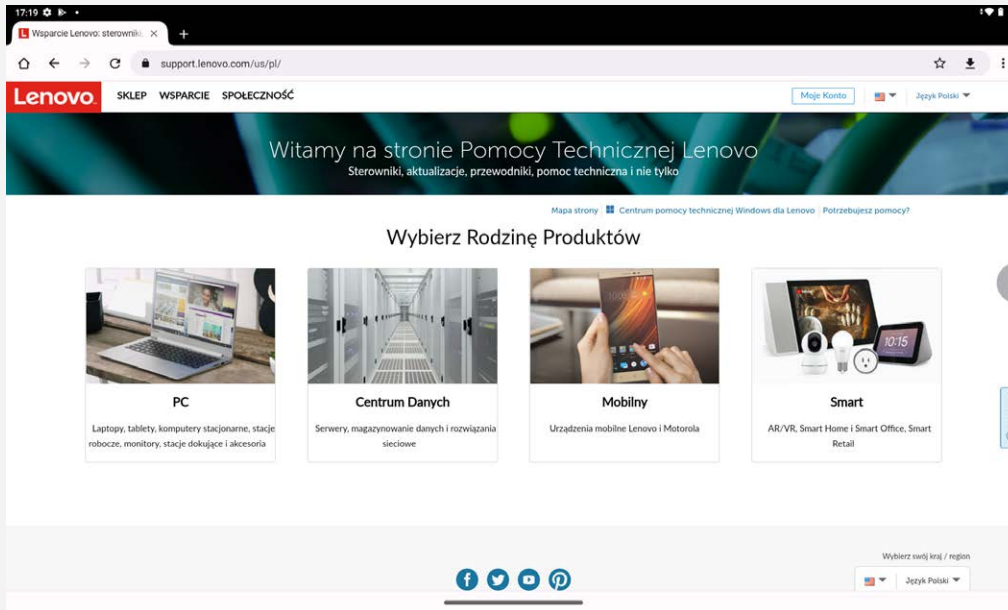 17:19
Wsparcie Lenovo: sterowniki,
support.lenovo.com/us/pl/
Lenovo
SKLEP WSPARCIE SPOŁECZNOŚĆ
Moje Konto
Język Polski
Witamy na stronie Pomocy Technicznej Lenovo
Sterowniki, aktualizacje, przewodniki, pomoc techniczna i nie tylko
Mapa strony Centrum pomocy technicznej Windows dla Lenovo Potrzebujesz pomocy?
Wybierz Rodzinę Produktów
10:15
PC
Laptopy, tablety, komputery stacjonarne, stacje
robocze, monitory, stacje dokujące i akcesoria
Centrum Danych
Serwery, magazynowanie danych i rozwiązania
sieciowe
Mobilny
Urządzenia mobilne Lenovo i Motorola
Smart
AR/VR, Smart Home i Smart Office, Smart
Retail
Wybierz swój kraj / region
Język Polski